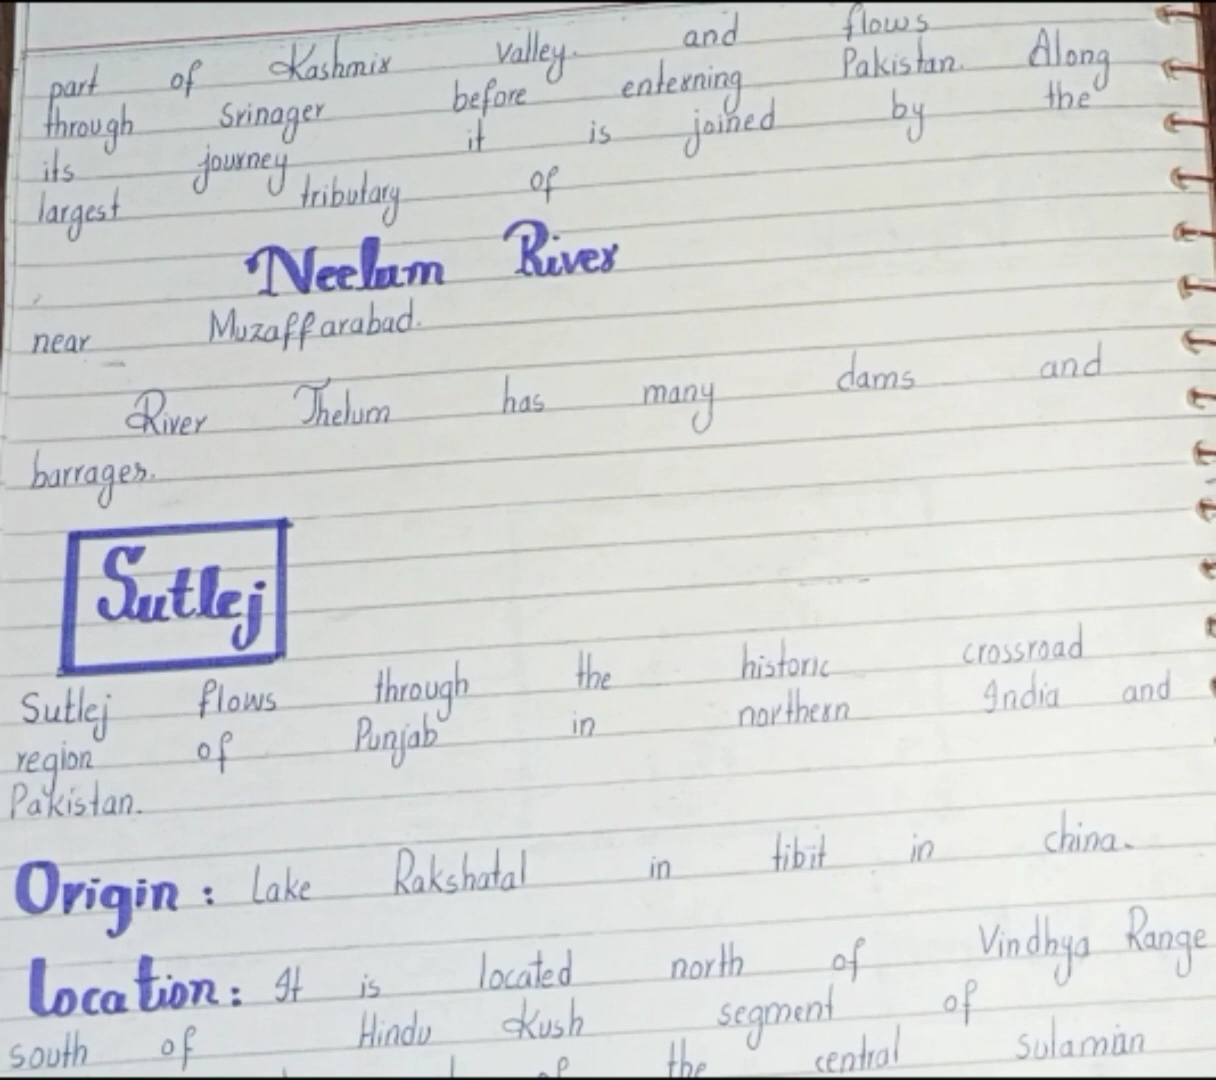 part of Kashmir valley. and flows
through Srinager before enterning Pakistan. Along
its journey it is joined by the
largest tributary of
Neelum River
near Muzaffarabad.
River Jhelum has many dams and
barrages.
Sutlej
Sutlej flows through the historic crossroad
region of Punjab in northern India and
Pakistan.
Origin: Lake Rakshatal in tibit in china.
Location: It is located north of Vindhya Range
south of Hindu Kush segment of
of the central Sulaman